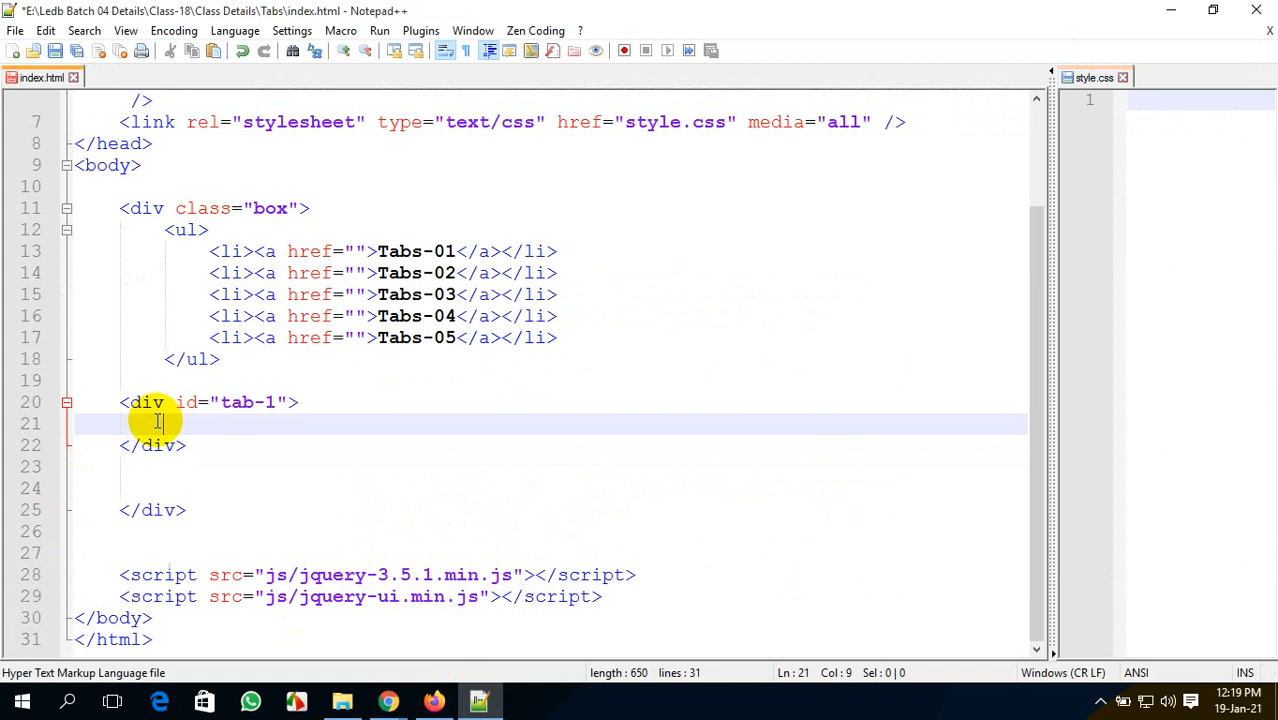 *E:\Ledb Batch 04 Details\Class-18\Class Details\Tabs\index.html - Notepad++
File Edit Search View Encoding Language Settings Macro Run Plugins Window Zen Coding ? X
index.html
style.css
/>
1
7 <link rel="stylesheet" type="text/css" href="style.css" media="all" />
8 </head>
9 <body>
10
11 <div class="box">
12 <ul>
13 <li><a href="">Tabs-01</a></li>
14 <li><a href="">Tabs-02</a></li>
15 <li><a href="">Tabs-03</a></li>
16 <li><a href="">Tabs-04</a></li>
17 <li><a href="">Tabs-05</a></li>
18 </ul>
19
20 <div id="tab-1">
21
22 </div>
23
24
25 </div>
26
27
28 <script src="js/jquery-3.5.1.min.js"></script>
29 <script src="js/jquery-ui.min.js"></script>
30 </body>
31 </html>
Hyper Text Markup Language file length : 650 lines : 31 Ln : 21 Col : 9 Sel : 0 | 0 Windows (CR LF) ANSI INS
12:19 PM
19-Jan-21